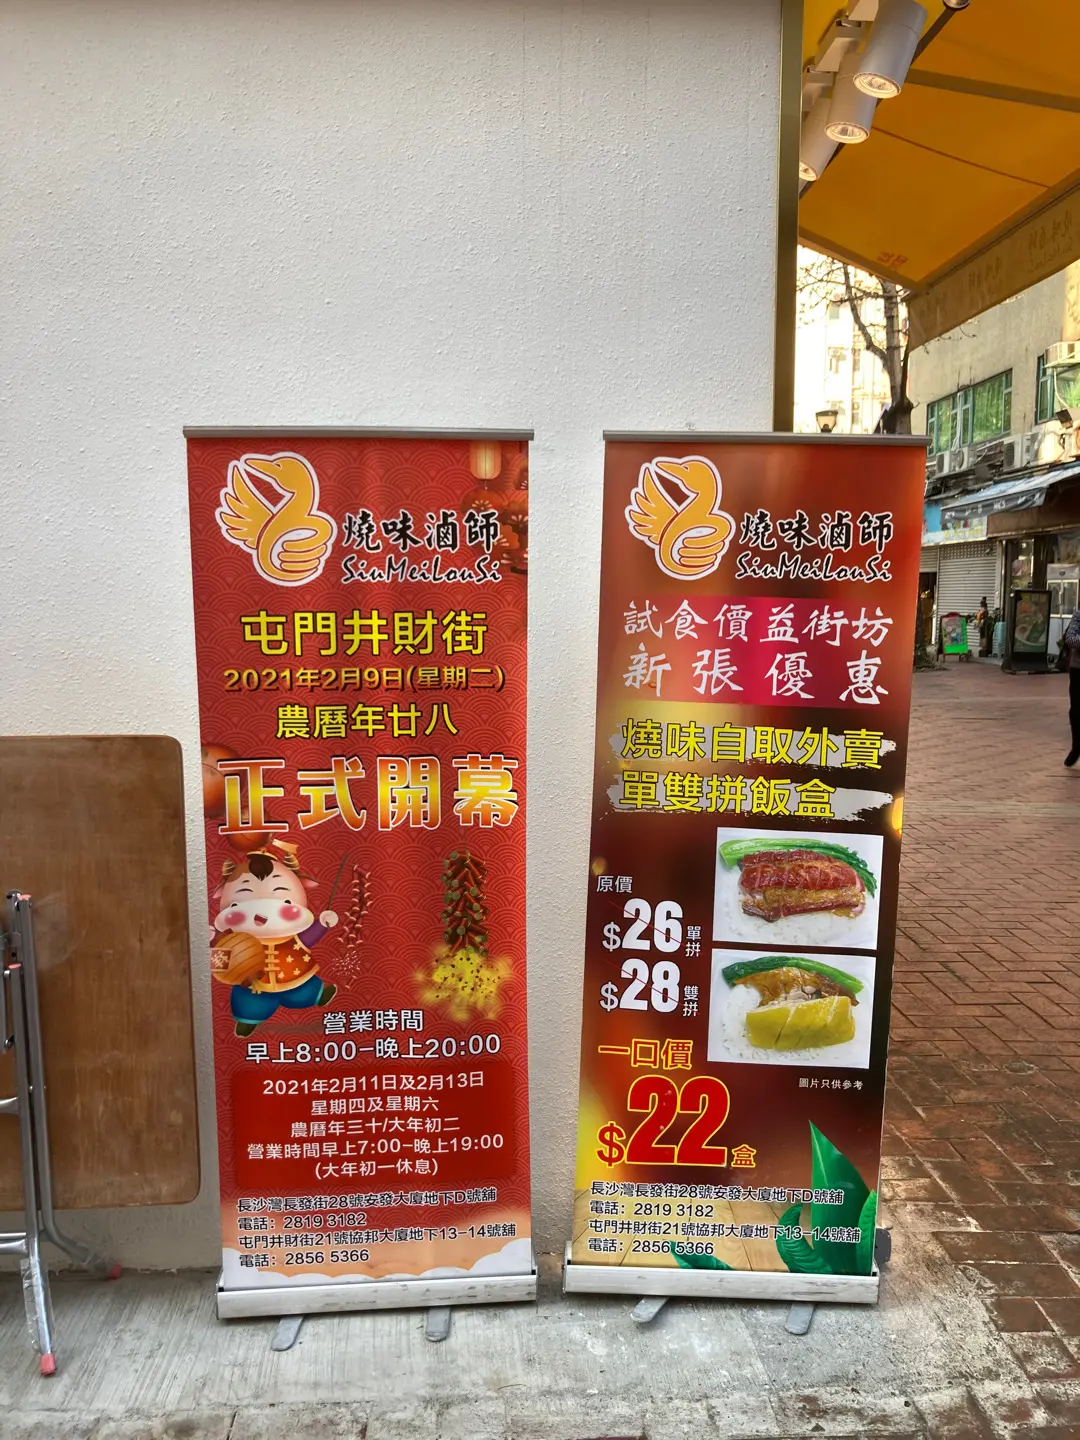 燒味滷師
SiuMeiLouSi
屯門井財街
2021年2月9日(星期二)
農曆年廿八
正式開幕
營業時間
早上8:00-晚上20:00
2021年2月11日及2月13日
星期四及星期六
農曆年三十/大年初二
營業時間早上7:00-晚上19:00
(大年初一休息)
長沙灣長發街28號安發大廈地下D號舖
電話：2819 3182
屯門井財街21號協邦大廈地下13-14號舖
電話：2856 5366
燒味滷師
SiuMeiLouSi
試食價益街坊
新張優惠
燒味自取外賣
單雙拼飯盒
原價
$26單拼
$28雙拼
一口價
$22盒
圖片只供參考
長沙灣長發街28號安發大廈地下D號舖
電話：2819 3182
屯門井財街21號協邦大廈地下13-14號舖
電話：2856 5366